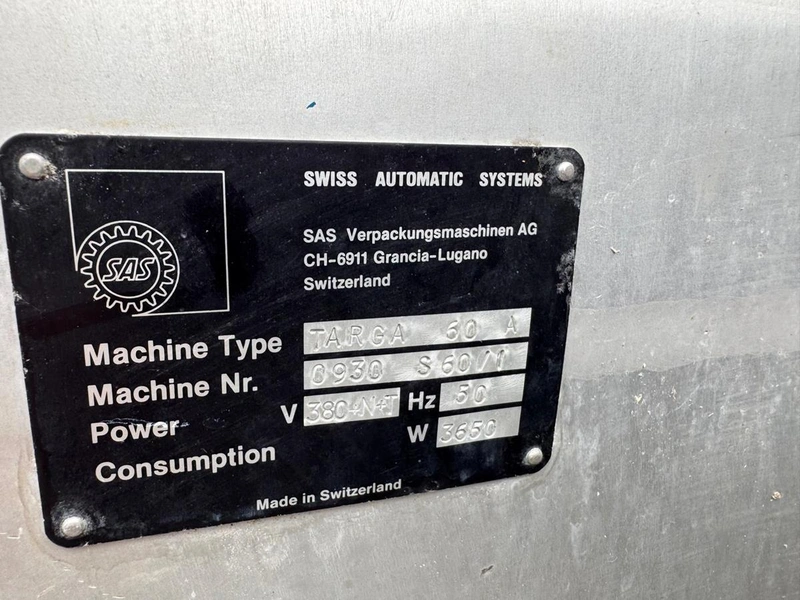 SWISS AUTOMATIC SYSTEMS
SAS Verpackungsmaschinen AG
CH-6911 Grancia-Lugano
Switzerland
SAS
Machine Type TARGA 60 A
Machine Nr. 0930 S60/1
Power V 380+N+T Hz 50
Consumption W 3650
Made in Switzerland